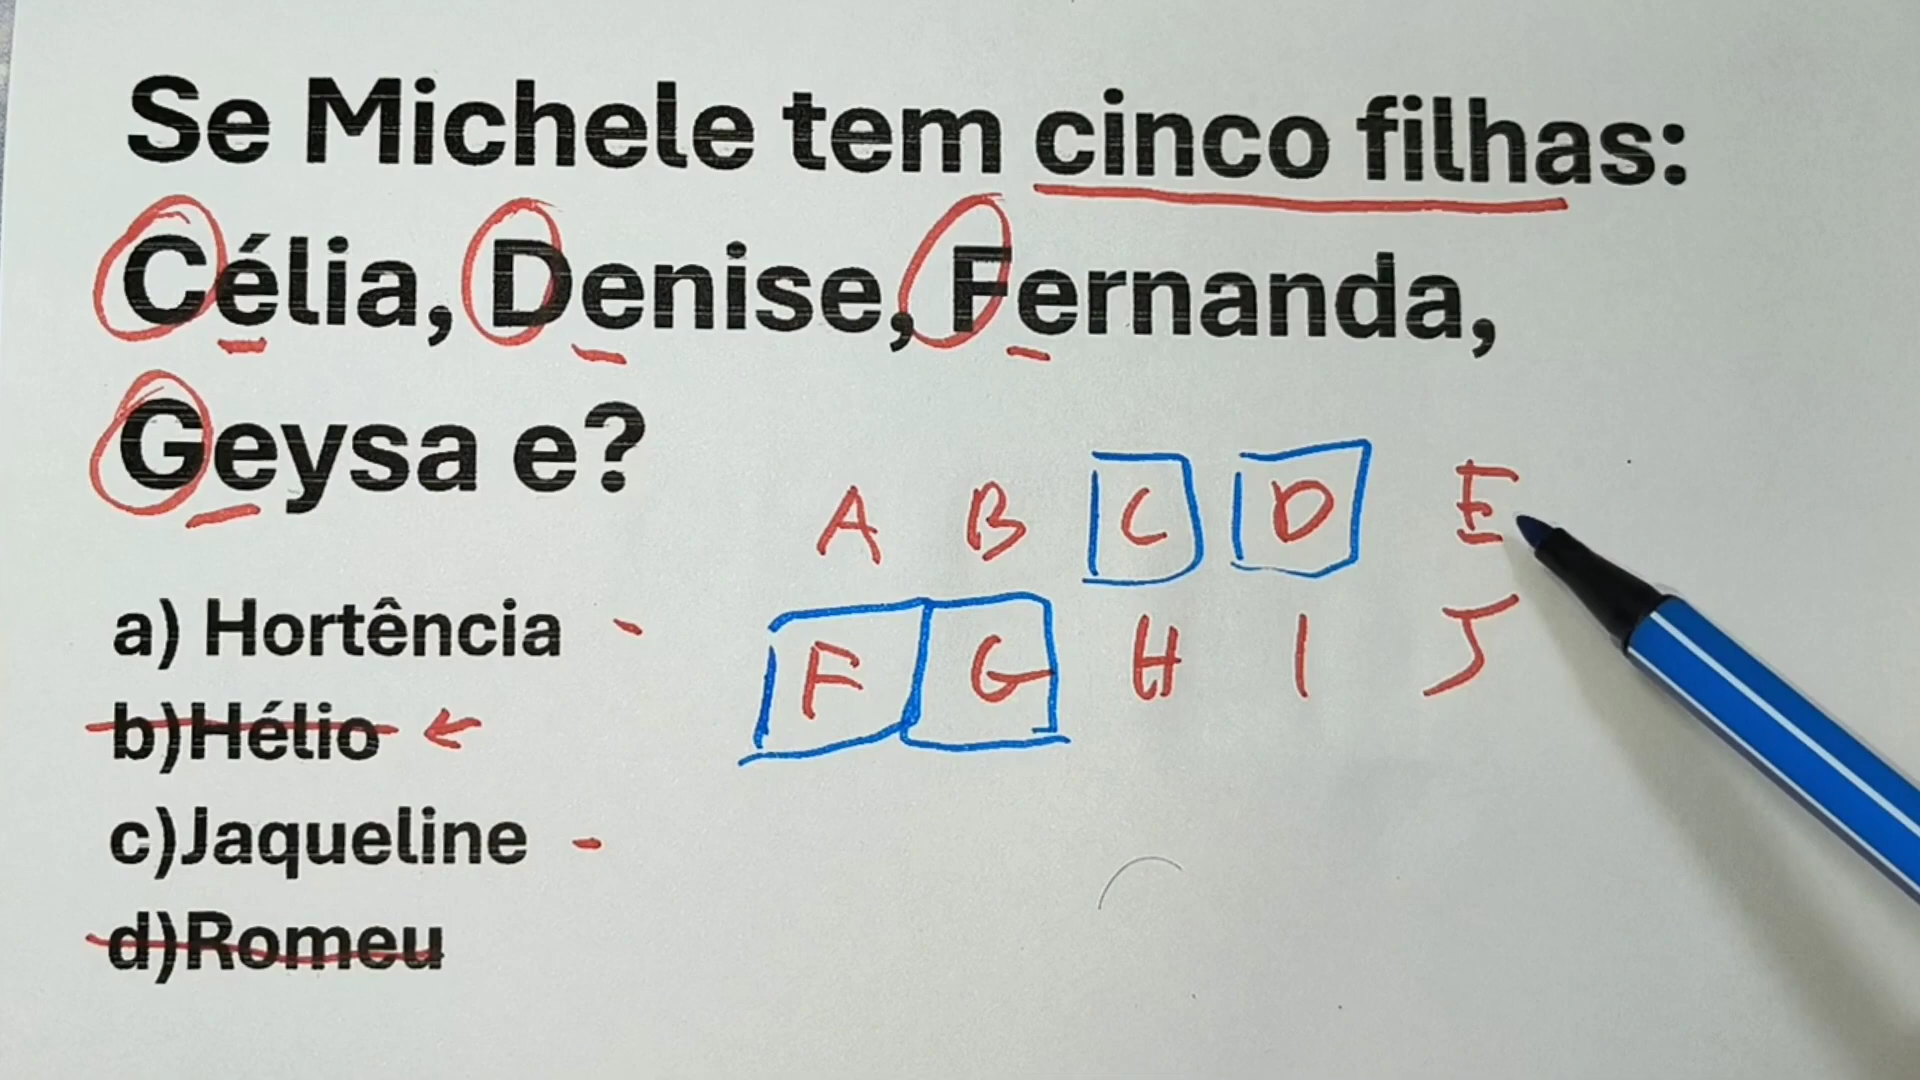 Se Michele tem cinco filhas:
Célia, Denise, Fernanda,
Geysa e?
A B C D E
a) Hortência
F G H I J
b)Hélio
c)Jaqueline
d)Romeu